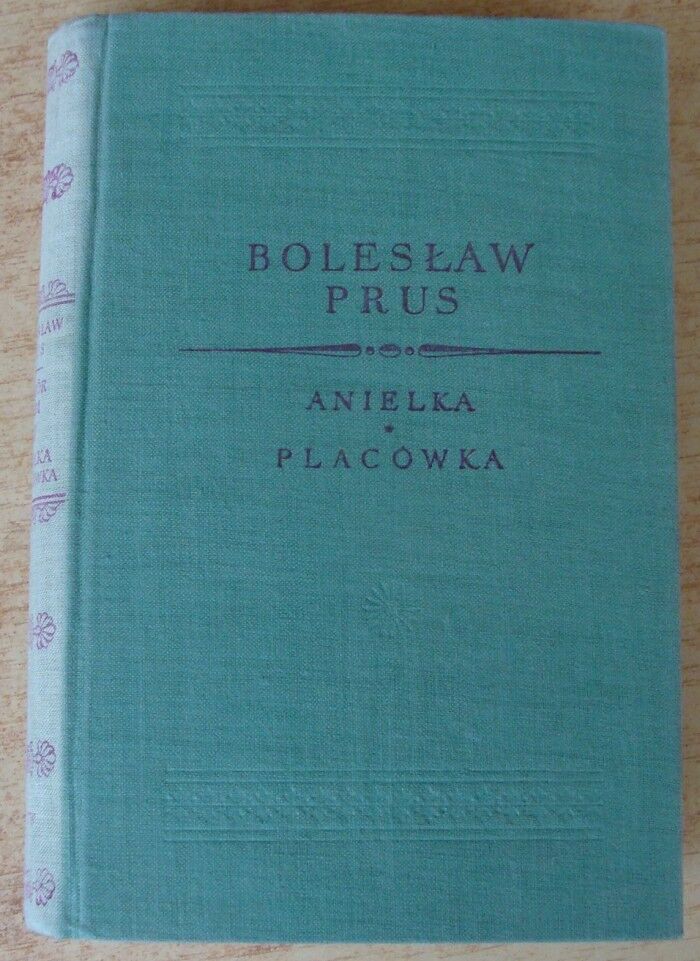 BOLESŁAW
PRUS
ANIELKA
*
PLACÓWKA